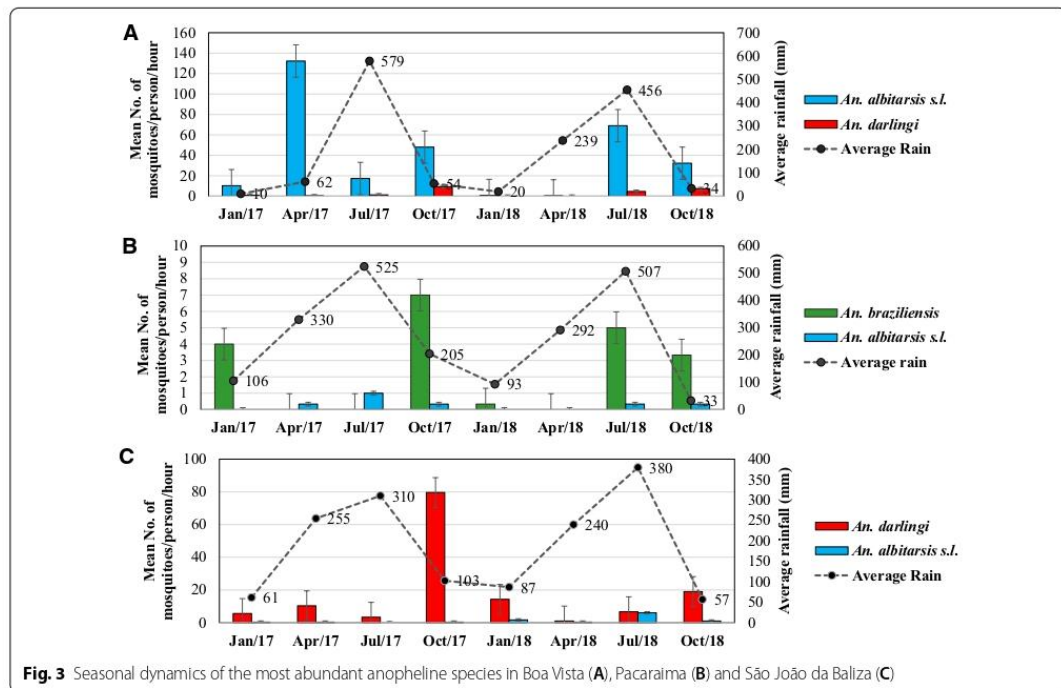 A
Mean No. of
mosquitoes/person/hour
160
140
120
100
80
60
40
20
0
62
579
54
20
239
456
34
700
600
500
400
300
200
100
0
Average rainfall (mm)
Jan/17 Apr/17 Jul/17 Oct/17 Jan/18 Apr/18 Jul/18 Oct/18
An. albitarsis s.l.
An. darlingi
Average Rain
B
Mean No. of
mosquitoes/person/hour
10
9
8
7
6
5
4
3
2
1
0
106
330
525
205
93
292
507
33
600
500
400
300
200
100
0
Average rainfall (mm)
Jan/17 Apr/17 Jul/17 Oct/17 Jan/18 Apr/18 Jul/18 Oct/18
An. braziliensis
An. albitarsis s.l.
Average rain
C
Mean No. of
mosquitoes/person/hour
100
80
60
40
20
0
61
255
310
103
87
240
380
57
400
350
300
250
200
150
100
50
0
Average rainfall (mm)
Jan/17 Apr/17 Jul/17 Oct/17 Jan/18 Apr/18 Jul/18 Oct/18
An. darlingi
An. albitarsis s.l.
Average Rain
Fig. 3 Seasonal dynamics of the most abundant anopheline species in Boa Vista (A), Pacaraima (B) and São João da Baliza (C)